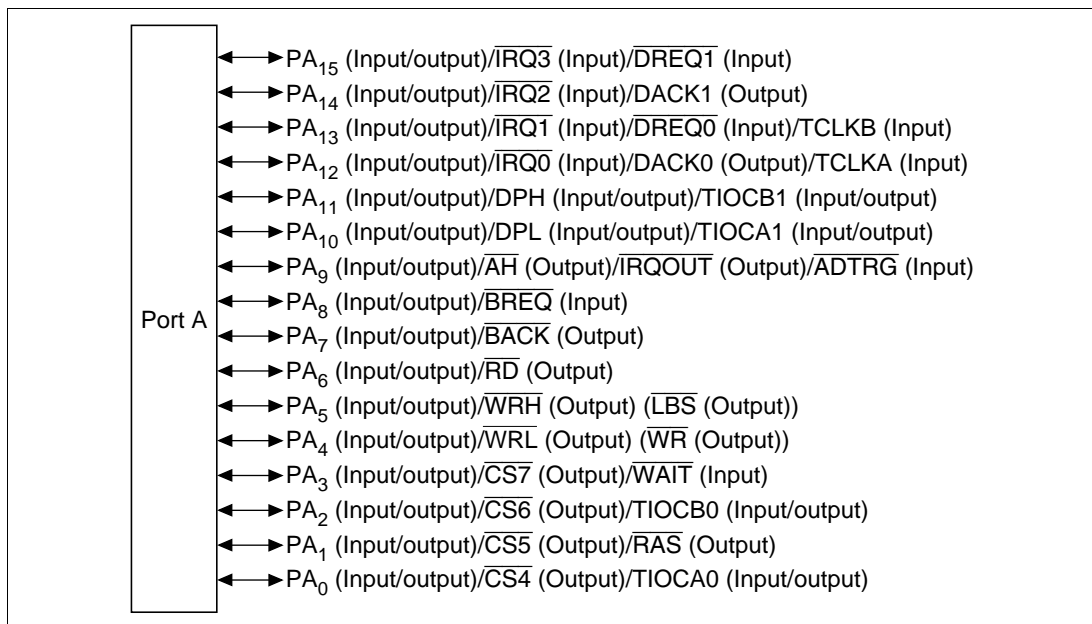 Port A
PA15 (Input/output)/IRQ3 (Input)/DREQ1 (Input)
PA14 (Input/output)/IRQ2 (Input)/DACK1 (Output)
PA13 (Input/output)/IRQ1 (Input)/DREQ0 (Input)/TCLKB (Input)
PA12 (Input/output)/IRQ0 (Input)/DACK0 (Output)/TCLKA (Input)
PA11 (Input/output)/DPH (Input/output)/TIOCB1 (Input/output)
PA10 (Input/output)/DPL (Input/output)/TIOCA1 (Input/output)
PA9 (Input/output)/AH (Output)/IRQOUT (Output)/ADTRG (Input)
PA8 (Input/output)/BREQ (Input)
PA7 (Input/output)/BACK (Output)
PA6 (Input/output)/RD (Output)
PA5 (Input/output)/WRH (Output) (LBS (Output))
PA4 (Input/output)/WRL (Output) (WR (Output))
PA3 (Input/output)/CS7 (Output)/WAIT (Input)
PA2 (Input/output)/CS6 (Output)/TIOCB0 (Input/output)
PA1 (Input/output)/CS5 (Output)/RAS (Output)
PA0 (Input/output)/CS4 (Output)/TIOCA0 (Input/output)